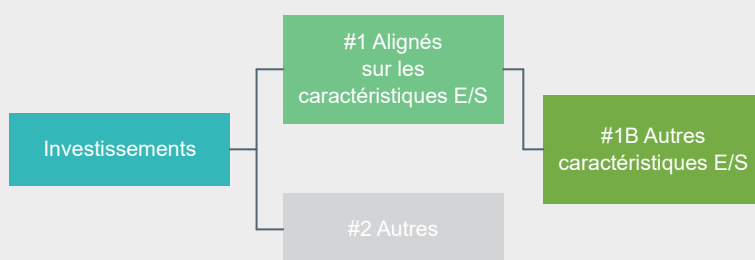 Investissements
#1 Alignés
sur les
caractéristiques E/S
#2 Autres
#1B Autres
caractéristiques E/S